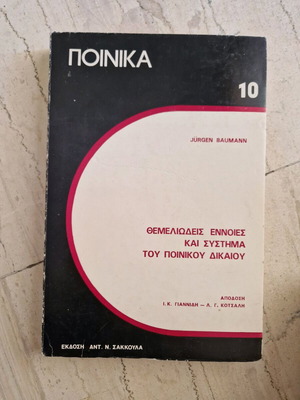 ΠΟΙΝΙΚΑ
10
JÜRGEN BAUMANN
ΘΕΜΕΛΙΩΔΕΙΣ ΕΝΝΟΙΕΣ
ΚΑΙ ΣΥΣΤΗΜΑ
ΤΟΥ ΠΟΙΝΙΚΟΥ ΔΙΚΑΙΟΥ
ΑΠΟΔΟΣΗ
Ι.Κ. ΓΙΑΝΝΙΔΗ — Λ. Γ. ΚΟΤΣΑΛΗ
ΕΚΔΟΣΗ ΑΝΤ. Ν. ΣΑΚΚΟΥΛΑ